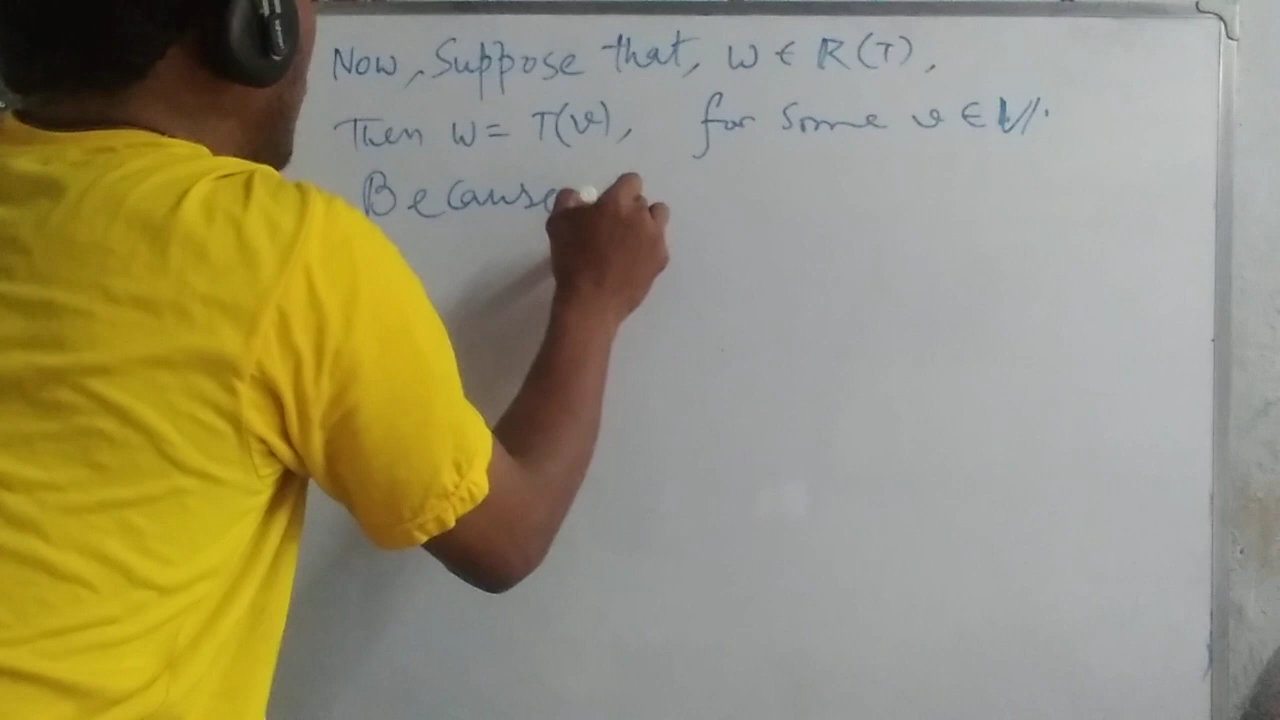 Now, Suppose that, W ∈ R(T),
Then W = T(v), for some v ∈ V.
Because